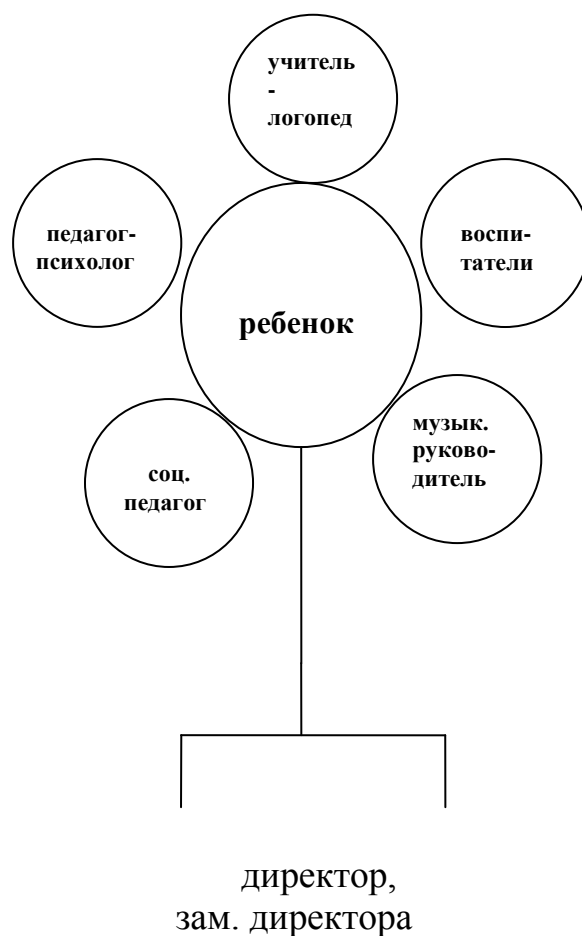 учитель
-
логопед
педагог-
психолог
воспи-
татели
ребенок
музык.
руково-
дитель
соц.
педагог
директор,
зам. директора